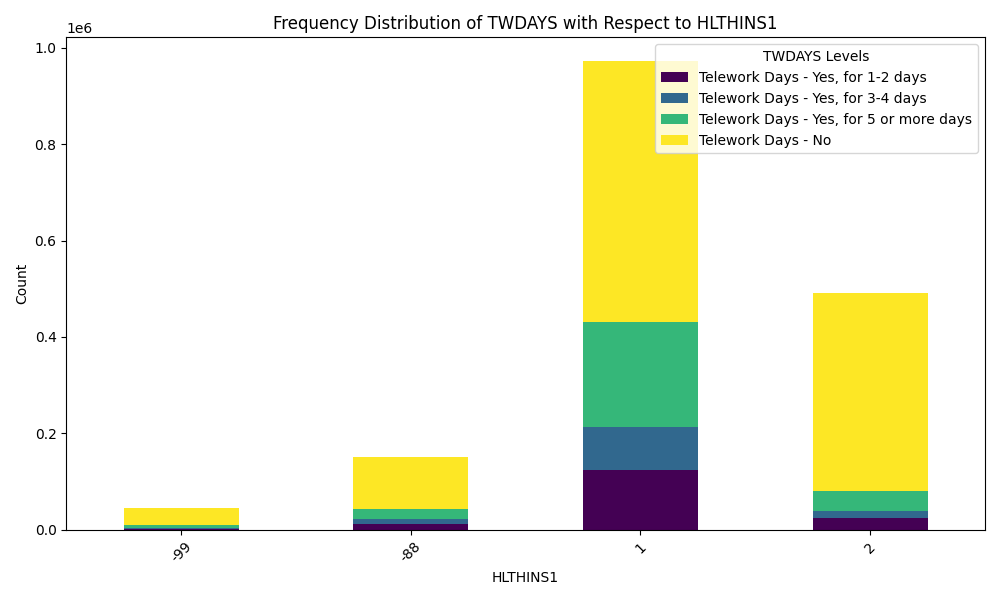 Frequency Distribution of TWDAYS with Respect to HLTHINS1
1e6
1.0
0.8
0.6
0.4
0.2
0.0
Count
TWDAYS Levels
Telework Days - Yes, for 1-2 days
Telework Days - Yes, for 3-4 days
Telework Days - Yes, for 5 or more days
Telework Days - No
-99
-88
1
2
HLTHINS1